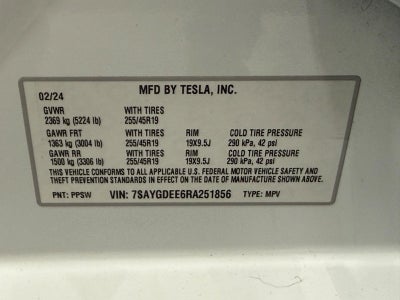 MFD BY TESLA, INC.
02/24
GVWR WITH TIRES
2369 kg (5224 lb) 255/45R19
GAWR FRT WITH TIRES RIM COLD TIRE PRESSURE
1363 kg (3004 lb) 255/45R19 19X9.5J 290 kPa, 42 psi
GAWR RR WITH TIRES RIM COLD TIRE PRESSURE
1500 kg (3306 lb) 255/45R19 19X9.5J 290 kPa, 42 psi
THIS VEHICLE CONFORMS TO ALL APPLICABLE U.S. FEDERAL MOTOR VEHICLE SAFETY AND
THEFT PREVENTION STANDARDS IN EFFECT ON THE DATE OF MANUFACTURE SHOWN ABOVE.
PNT: PPSW VIN: 7SAYGDEE6RA251856 TYPE: MPV